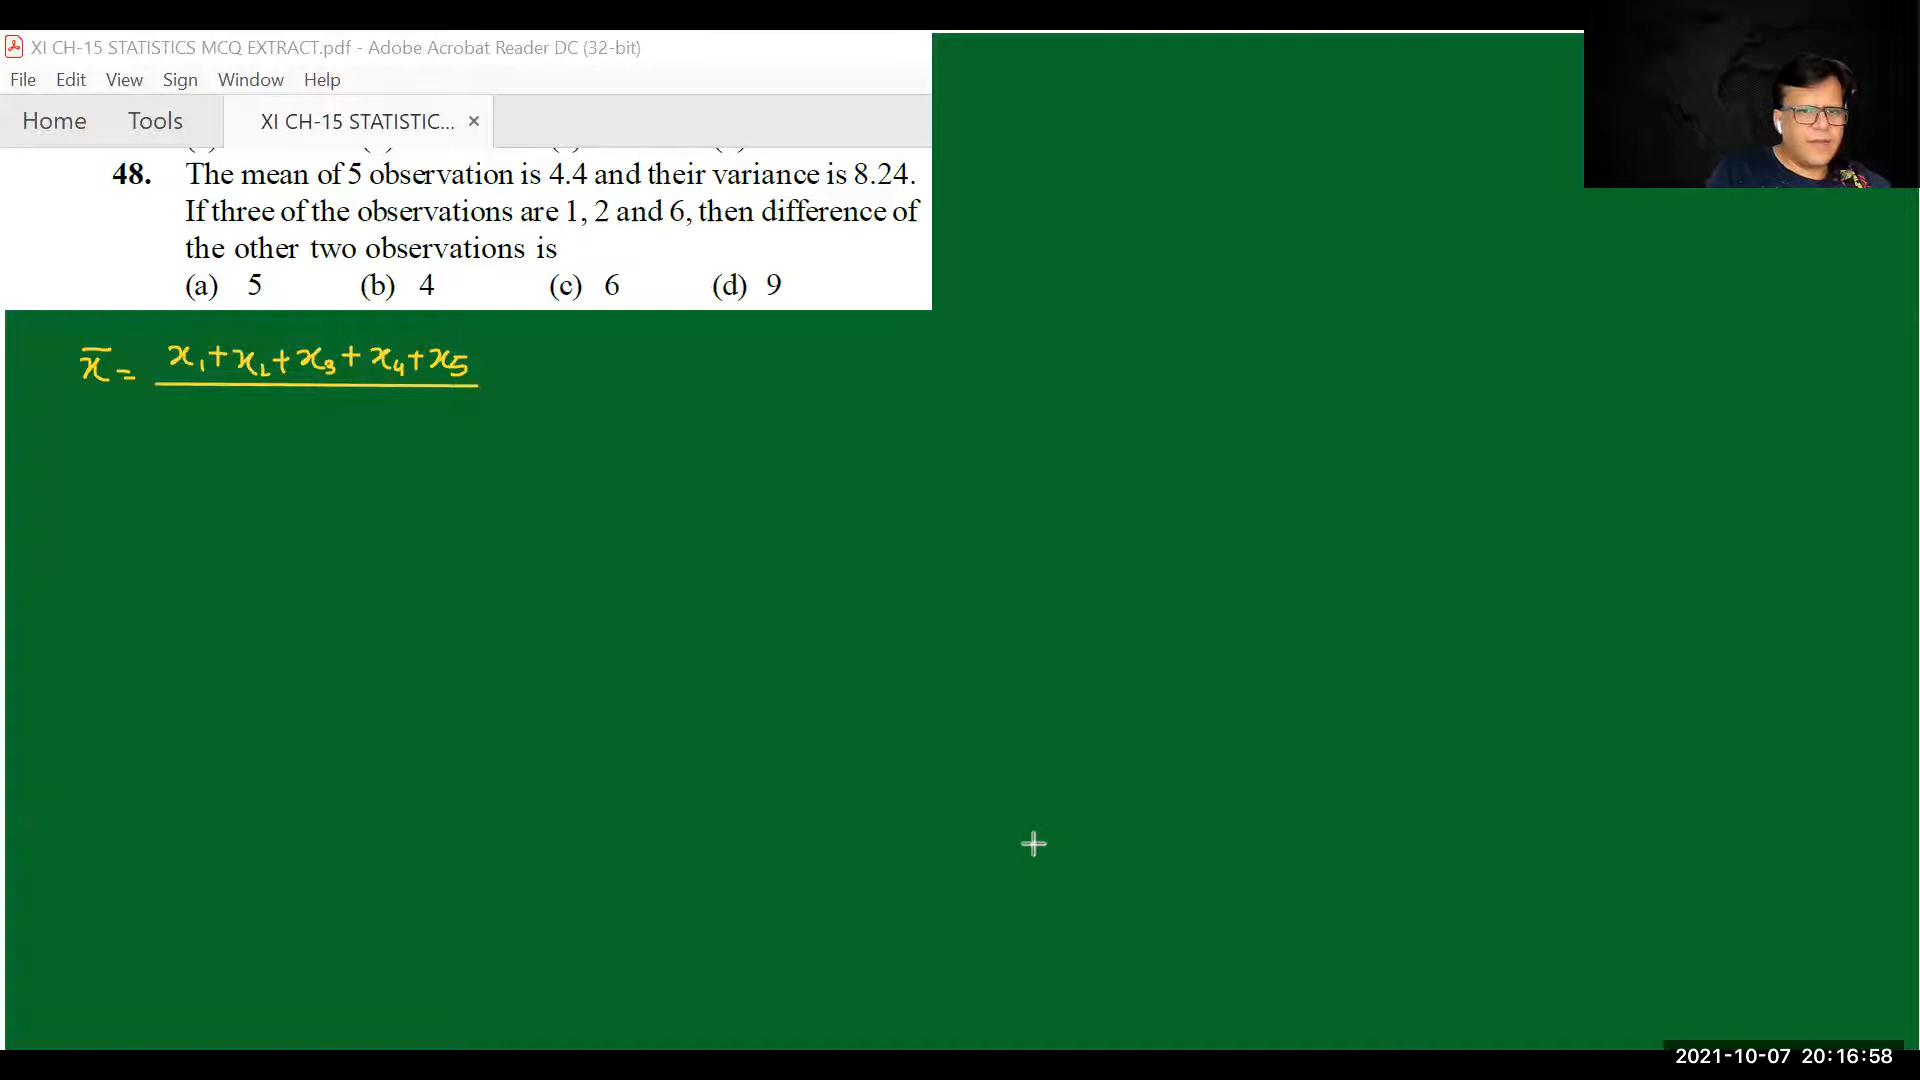 XI CH-15 STATISTICS MCQ EXTRACT.pdf - Adobe Acrobat Reader DC (32-bit)
File Edit View Sign Window Help
Home Tools XI CH-15 STATISTIC... ×
48. The mean of 5 observation is 4.4 and their variance is 8.24.
If three of the observations are 1, 2 and 6, then difference of
the other two observations is
(a) 5 (b) 4 (c) 6 (d) 9
x̄ = x₁+x₂+x₃+x₄+x₅
2021-10-07 20:16:58